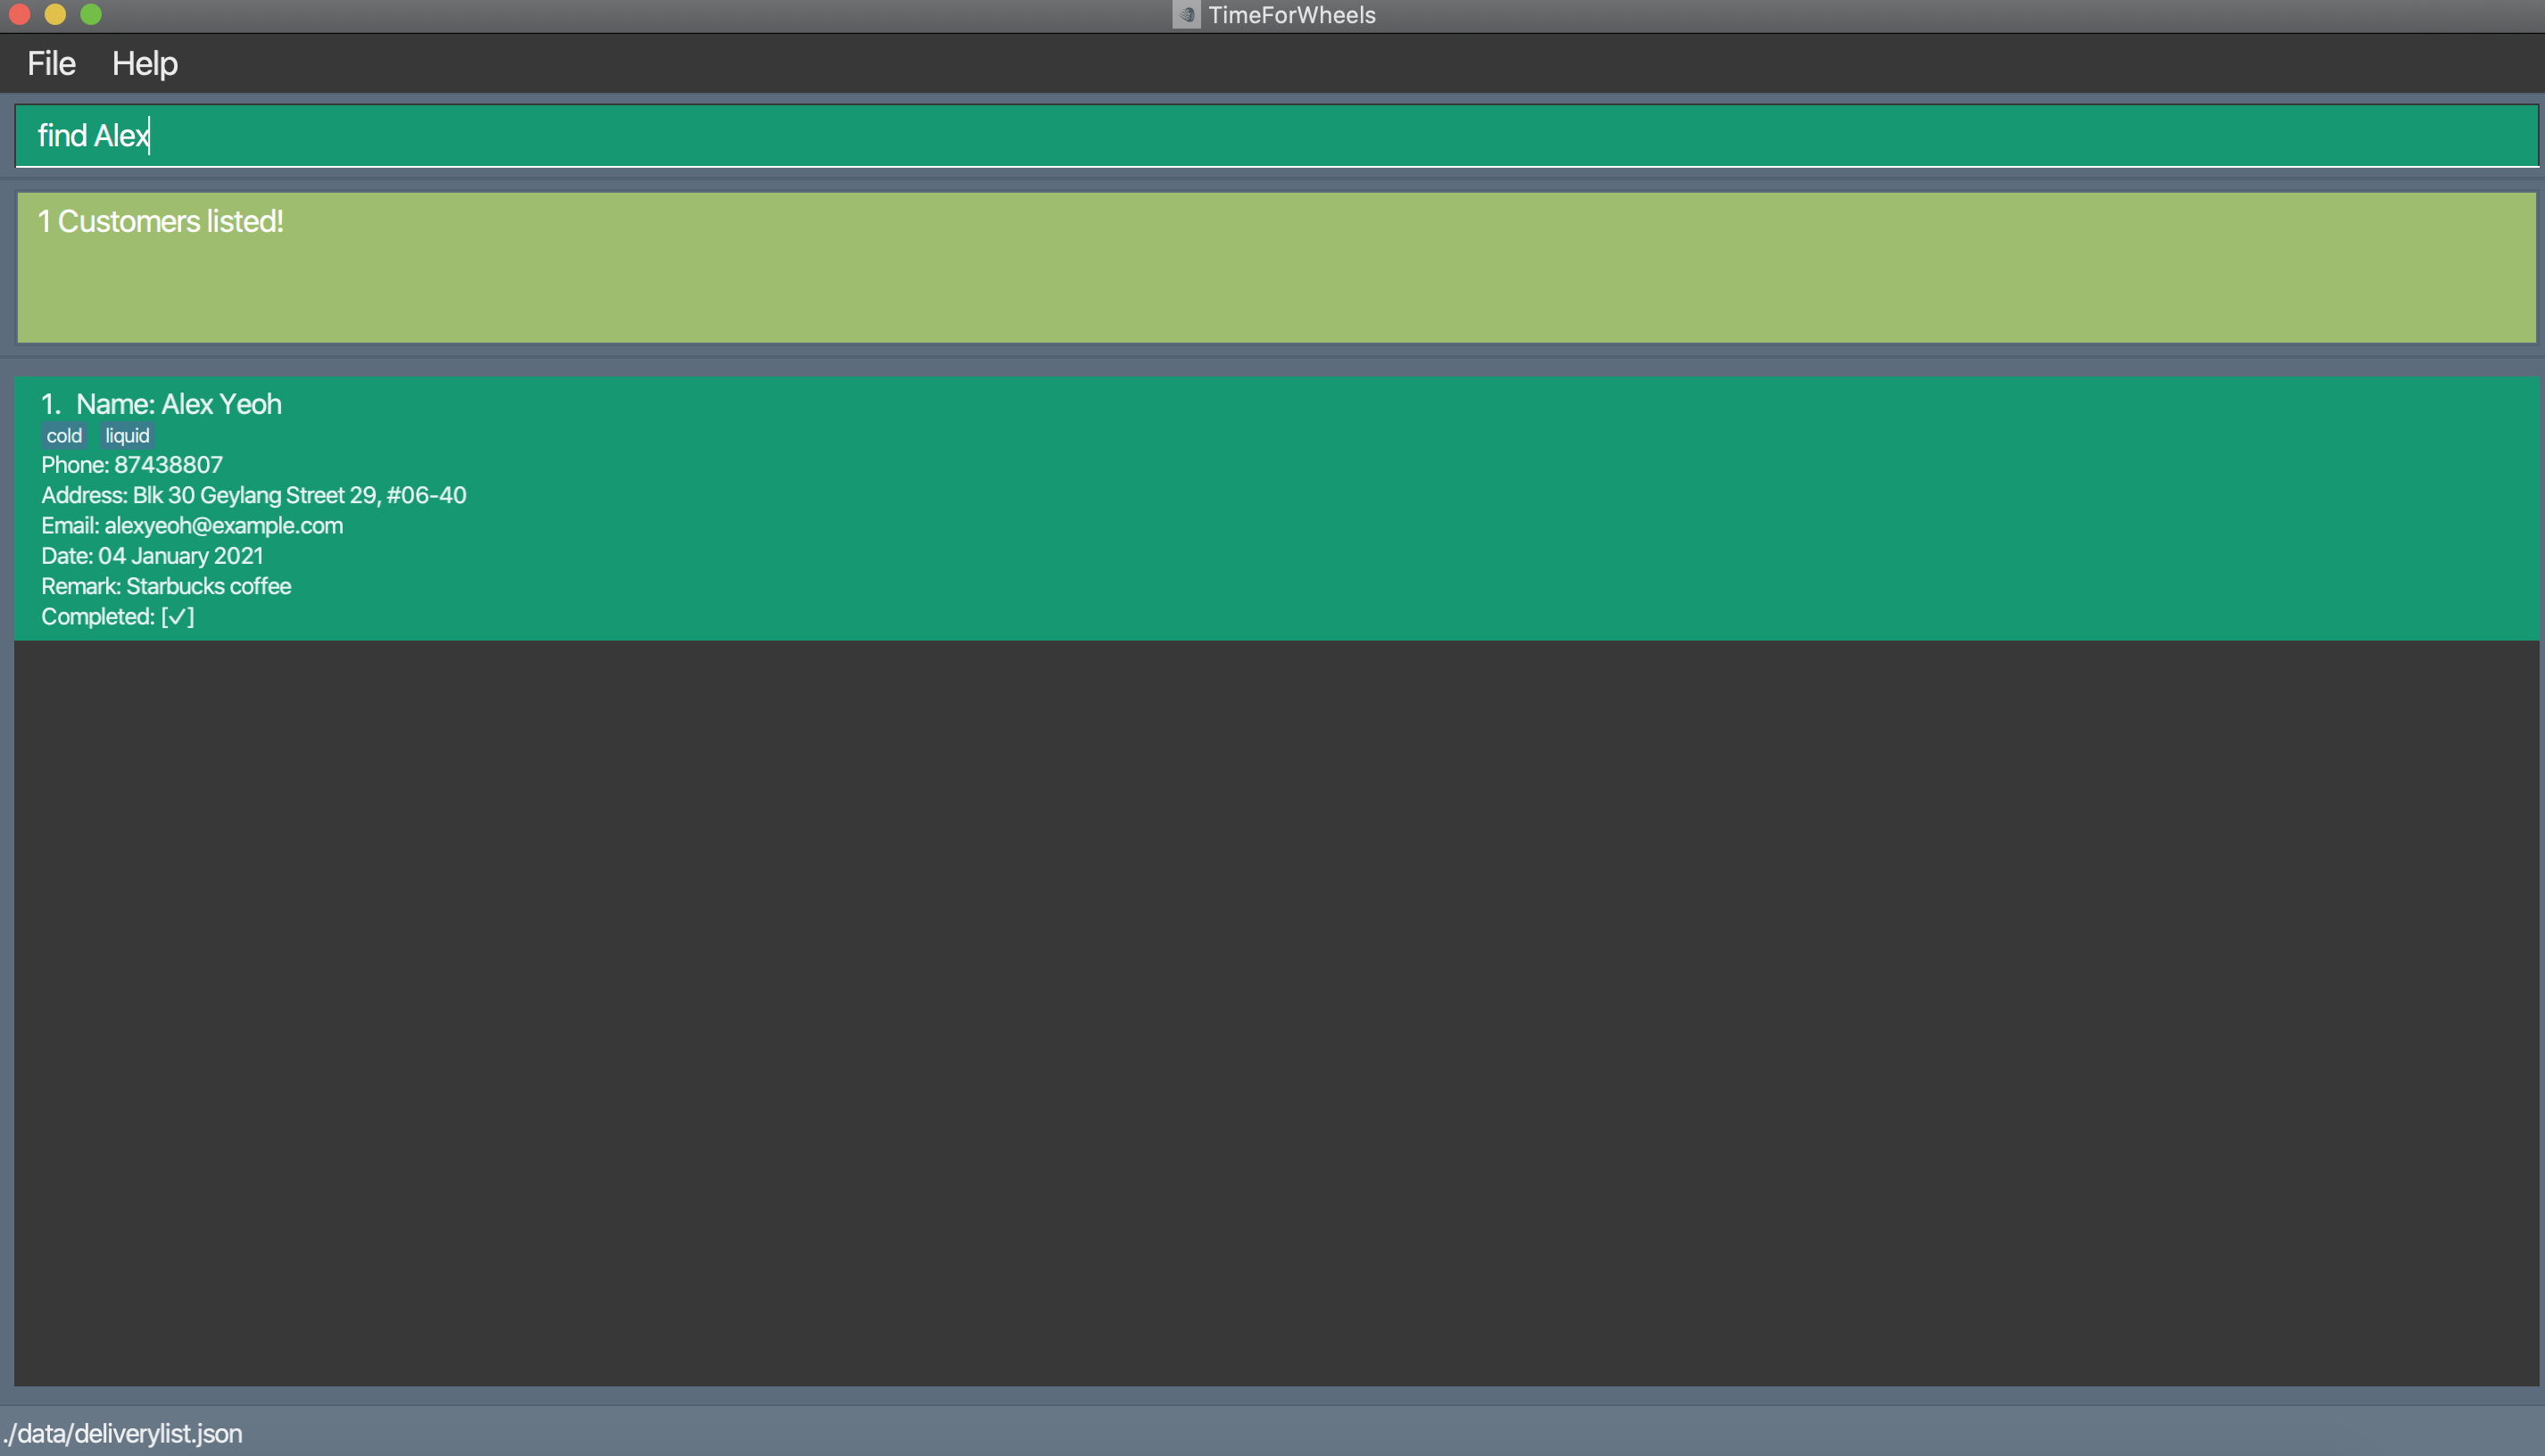 TimeForWheels
File Help
find Alex
1 Customers listed!
1. Name: Alex Yeoh
cold liquid
Phone: 87438807
Address: Blk 30 Geylang Street 29, #06-40
Email: alexyeoh@example.com
Date: 04 January 2021
Remark: Starbucks coffee
Completed: [✓]
./data/deliverylist.json